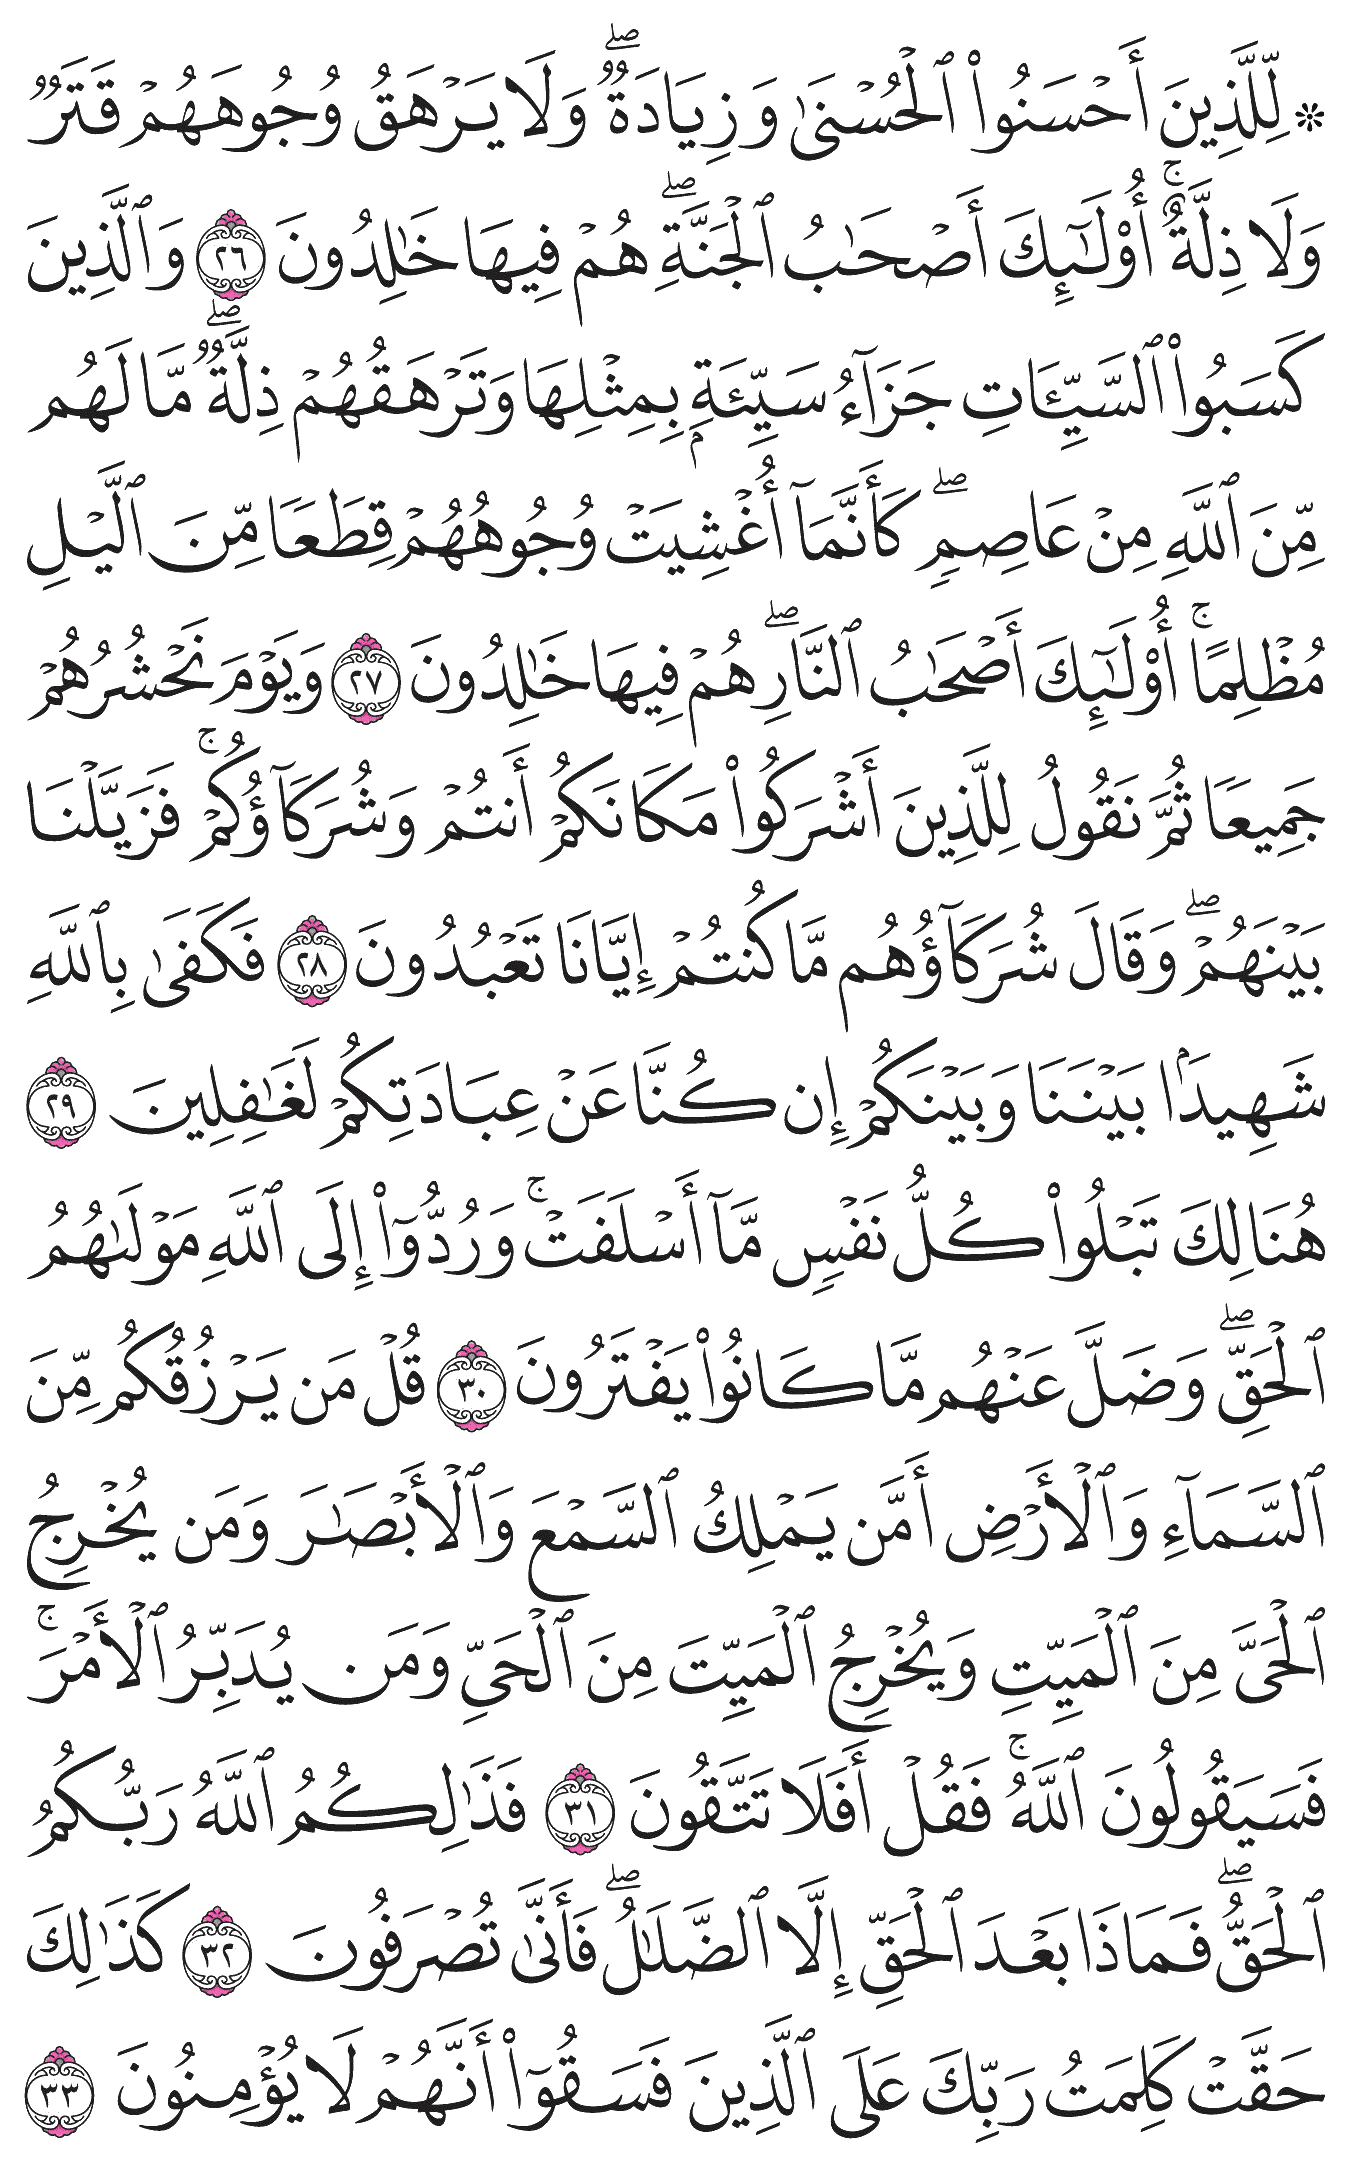 ۞ لِّلَّذِينَ أَحْسَنُوا۟ ٱلْحُسْنَىٰ وَزِيَادَةٌۭ ۖ وَلَا يَرْهَقُ وُجُوهَهُمْ قَتَرٌۭ
وَلَا ذِلَّةٌ ۚ أُو۟لَـٰٓئِكَ أَصْحَـٰبُ ٱلْجَنَّةِ ۖ هُمْ فِيهَا خَـٰلِدُونَ ٢٦ وَٱلَّذِينَ
كَسَبُوا۟ ٱلسَّيِّـَٔاتِ جَزَآءُ سَيِّئَةٍۭ بِمِثْلِهَا وَتَرْهَقُهُمْ ذِلَّةٌۭ ۖ مَّا لَهُم
مِّنَ ٱللَّهِ مِنْ عَاصِمٍۢ ۖ كَأَنَّمَآ أُغْشِيَتْ وُجُوهُهُمْ قِطَعًۭا مِّنَ ٱلَّيْلِ
مُظْلِمًا ۚ أُو۟لَـٰٓئِكَ أَصْحَـٰبُ ٱلنَّارِ ۖ هُمْ فِيهَا خَـٰلِدُونَ ٢٧ وَيَوْمَ نَحْشُرُهُمْ
جَمِيعًۭا ثُمَّ نَقُولُ لِلَّذِينَ أَشْرَكُوا۟ مَكَانَكُمْ أَنتُمْ وَشُرَكَآؤُكُمْ ۚ فَزَيَّلْنَا
بَيْنَهُمْ ۖ وَقَالَ شُرَكَآؤُهُم مَّا كُنتُمْ إِيَّانَا تَعْبُدُونَ ٢٨ فَكَفَىٰ بِٱللَّهِ
شَهِيدًۢا بَيْنَنَا وَبَيْنَكُمْ إِن كُنَّا عَنْ عِبَادَتِكُمْ لَغَـٰفِلِينَ ٢٩
هُنَالِكَ تَبْلُوا۟ كُلُّ نَفْسٍۢ مَّآ أَسْلَفَتْ ۚ وَرُدُّوٓا۟ إِلَى ٱللَّهِ مَوْلَىٰهُمُ
ٱلْحَقِّ ۖ وَضَلَّ عَنْهُم مَّا كَانُوا۟ يَفْتَرُونَ ٣٠ قُلْ مَن يَرْزُقُكُم مِّنَ
ٱلسَّمَآءِ وَٱلْأَرْضِ أَمَّن يَمْلِكُ ٱلسَّمْعَ وَٱلْأَبْصَـٰرَ وَمَن يُخْرِجُ
ٱلْحَىَّ مِنَ ٱلْمَيِّتِ وَيُخْرِجُ ٱلْمَيِّتَ مِنَ ٱلْحَىِّ وَمَن يُدَبِّرُ ٱلْأَمْرَ ۚ
فَسَيَقُولُونَ ٱللَّهُ ۚ فَقُلْ أَفَلَا تَتَّقُونَ ٣١ فَذَٰلِكُمُ ٱللَّهُ رَبُّكُمُ
ٱلْحَقُّ ۖ فَمَاذَا بَعْدَ ٱلْحَقِّ إِلَّا ٱلضَّلَـٰلُ ۖ فَأَنَّىٰ تُصْرَفُونَ ٣٢ كَذَٰلِكَ
حَقَّتْ كَلِمَتُ رَبِّكَ عَلَى ٱلَّذِينَ فَسَقُوٓا۟ أَنَّهُمْ لَا يُؤْمِنُونَ ٣٣